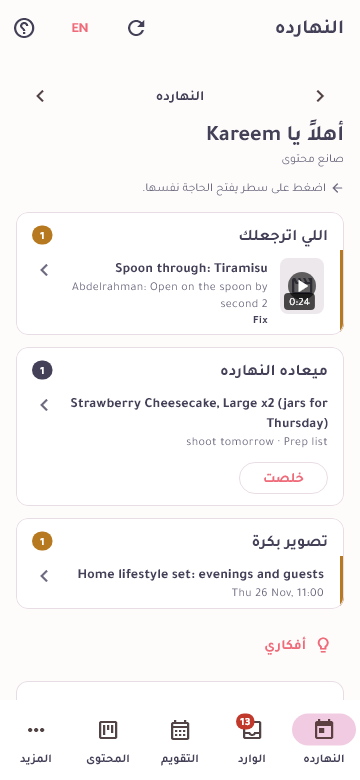 النهارده
EN
النهارده
أهلاً يا Kareem
صانع محتوى
اضغط على سطر يفتح الحاجة نفسها.
اللي اترجعلك
1
Spoon through: Tiramisu
Abdelrahman: Open on the spoon by
second 2
Fix
0:24
ميعاده النهارده
1
Strawberry Cheesecake, Large x2 (jars for
Thursday)
shoot tomorrow · Prep list
خلصت
تصوير بكرة
1
Home lifestyle set: evenings and guests
Thu 26 Nov, 11:00
أفكاري
النهارده
13
الوارد
التقويم
المحتوى
المزيد